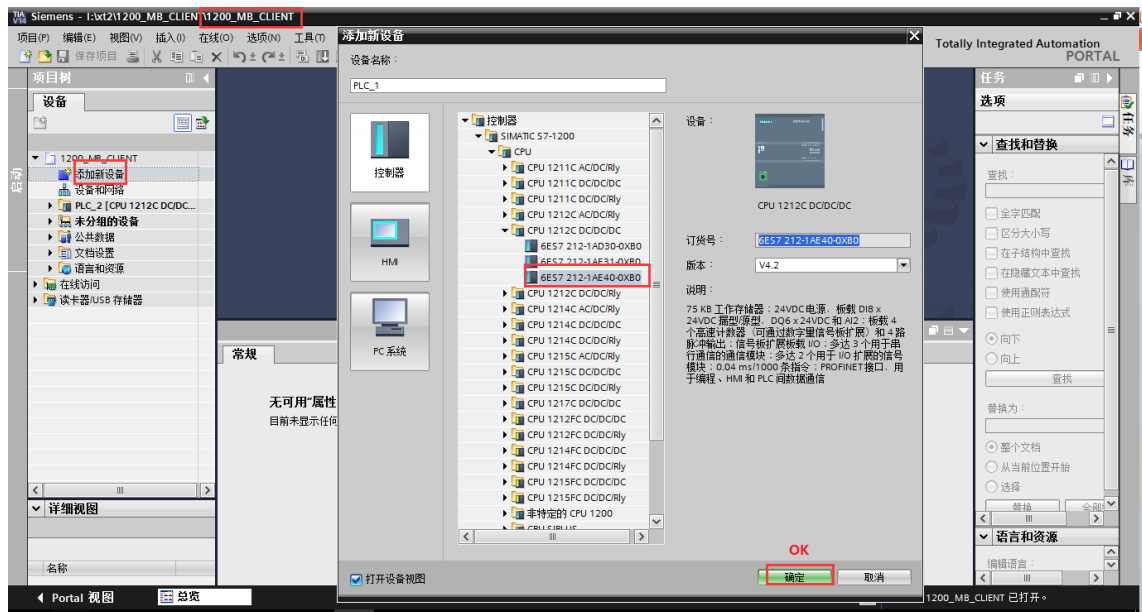 Siemens - I:\xt2\1200_MB_CLIENT\1200_MB_CLIENT
项目(P) 编辑(E) 视图(V) 插入(I) 在线(O) 选项(N) 工具(T)
Totally Integrated Automation
PORTAL
保存项目
项目树
设备
1200_MB_CLIENT
添加新设备
设备和网络
PLC_2 [CPU 1212C DC/DC...
未分组的设备
公共数据
文档设置
语言和资源
在线访问
读卡器/USB 存储器
启动
详细视图
名称
常规
无可用"属性
目前未显示任何
添加新设备
设备名称：
PLC_1
控制器
HMI
PC 系统
控制器
SIMATIC S7-1200
CPU
CPU 1211C AC/DC/Rly
CPU 1211C DC/DC/DC
CPU 1211C DC/DC/Rly
CPU 1212C AC/DC/Rly
CPU 1212C DC/DC/DC
6ES7 212-1AD30-0XB0
6ES7 212-1AE31-0XB0
6ES7 212-1AE40-0XB0
CPU 1212C DC/DC/Rly
CPU 1214C AC/DC/Rly
CPU 1214C DC/DC/DC
CPU 1214C DC/DC/Rly
CPU 1215C AC/DC/Rly
CPU 1215C DC/DC/DC
CPU 1215C DC/DC/Rly
CPU 1217C DC/DC/DC
CPU 1212FC DC/DC/DC
CPU 1212FC DC/DC/Rly
CPU 1214FC DC/DC/DC
CPU 1214FC DC/DC/Rly
CPU 1215FC DC/DC/DC
CPU 1215FC DC/DC/Rly
非特定的 CPU 1200
CPU SIPLUS
设备：
CPU 1212C DC/DC/DC
订货号：
6ES7 212-1AE40-0XB0
版本：
V4.2
说明：
75 KB 工作存储器；24VDC电源，板载 DI8 x
24VDC 漏型/源型，DQ6 x 24VDC 和 AI2；板载 4
个高速计数器（可通过数字量信号板扩展）和 4 路
脉冲输出；信号板扩展板载 I/O；多达 3 个用于串
行通信的通信模块；多达 2 个用于 I/O 扩展的信号
模块；0.04 ms/1000 条指令；PROFINET 接口，用
于编程、HMI 和 PLC 间数据通信
OK
打开设备视图
确定
取消
任务
选项
查找和替换
查找：
全字匹配
区分大小写
在子结构中查找
在隐藏文本中查找
使用通配符
使用正则表达式
向下
向上
查找
替换为：
整个文档
从当前位置开始
选择
替换
全部
语言和资源
编辑语言：
任务
库
Portal 视图
总览
1200_MB_CLIENT 已打开。